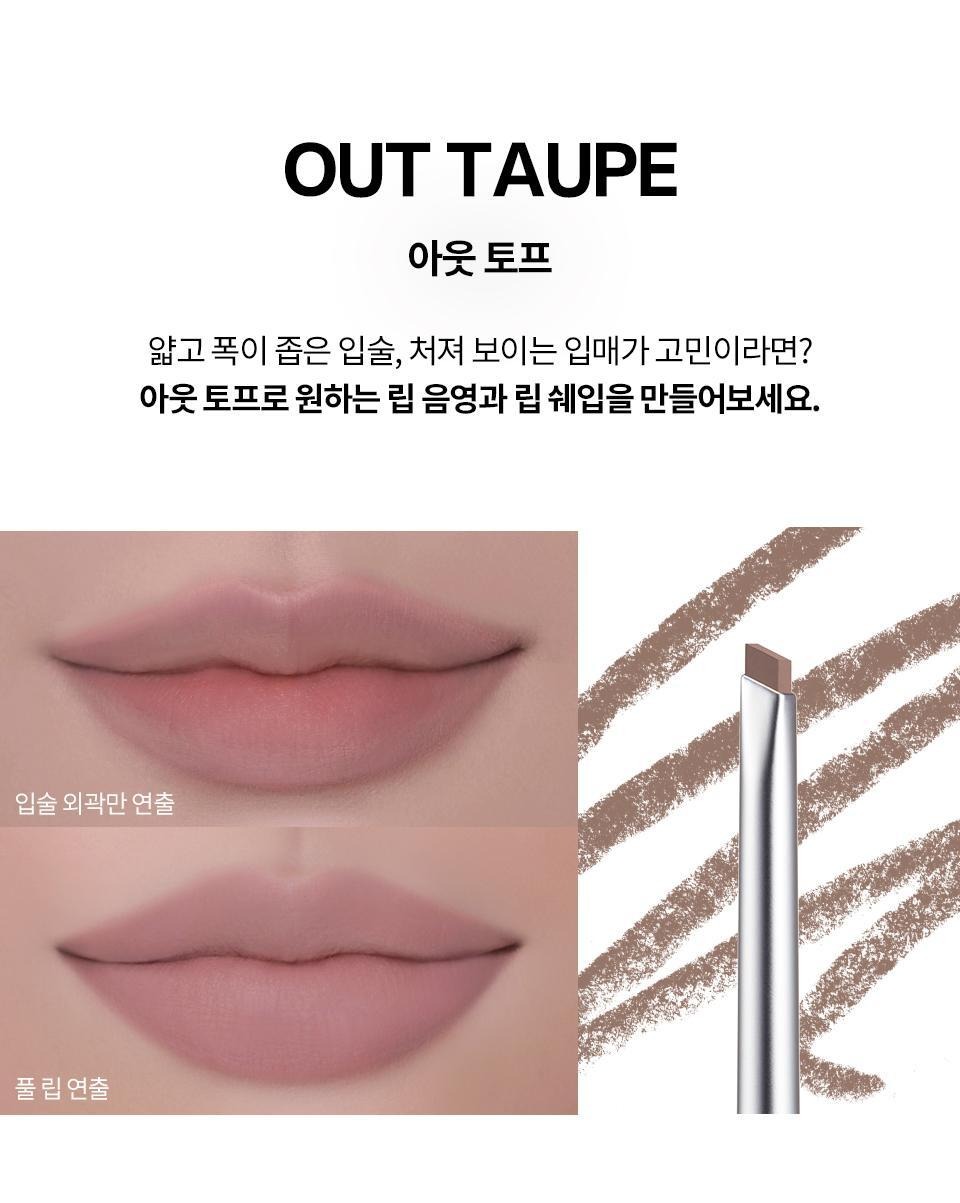 OUT TAUPE
아웃 토프
얇고 폭이 좁은 입술, 처져 보이는 입매가 고민이라면?
아웃 토프로 원하는 립 음영과 립 쉐입을 만들어보세요.
입술 외곽만 연출
풀 립 연출